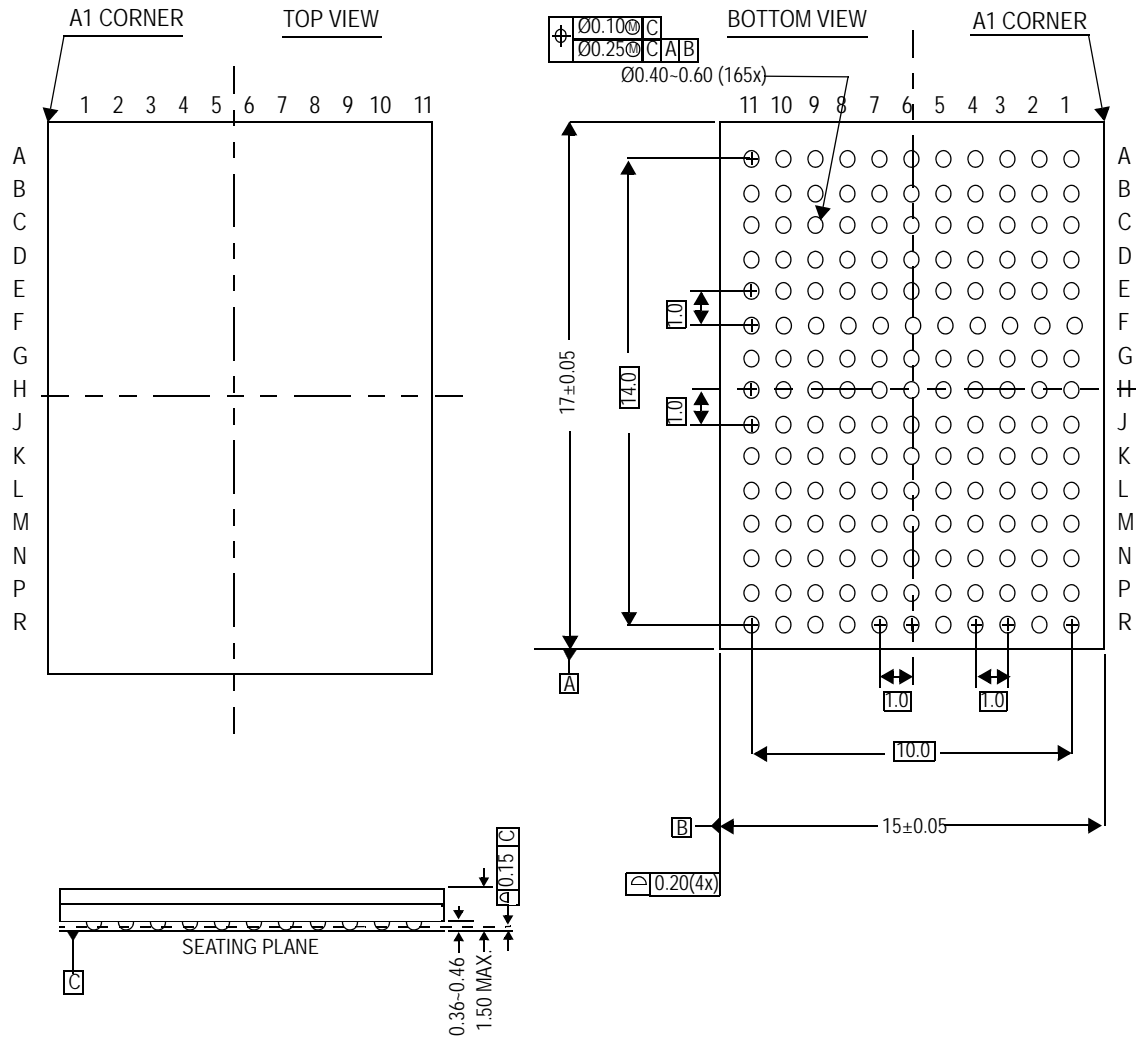 A1 CORNER
TOP VIEW
1 2 3 4 5 6 7 8 9 10 11
A
B
C
D
E
F
G
H
J
K
L
M
N
P
R
Ø0.10Ⓜ C
Ø0.25Ⓜ C A B
Ø0.40~0.60 (165x)
BOTTOM VIEW
A1 CORNER
11 10 9 8 7 6 5 4 3 2 1
A
B
C
D
E
F
G
H
J
K
L
M
N
P
R
17±0.05
14.0
1.0
1.0
A
1.0
1.0
10.0
B
15±0.05
0.20(4x)
0.15 C
SEATING PLANE
C
0.36~0.46
1.50 MAX.